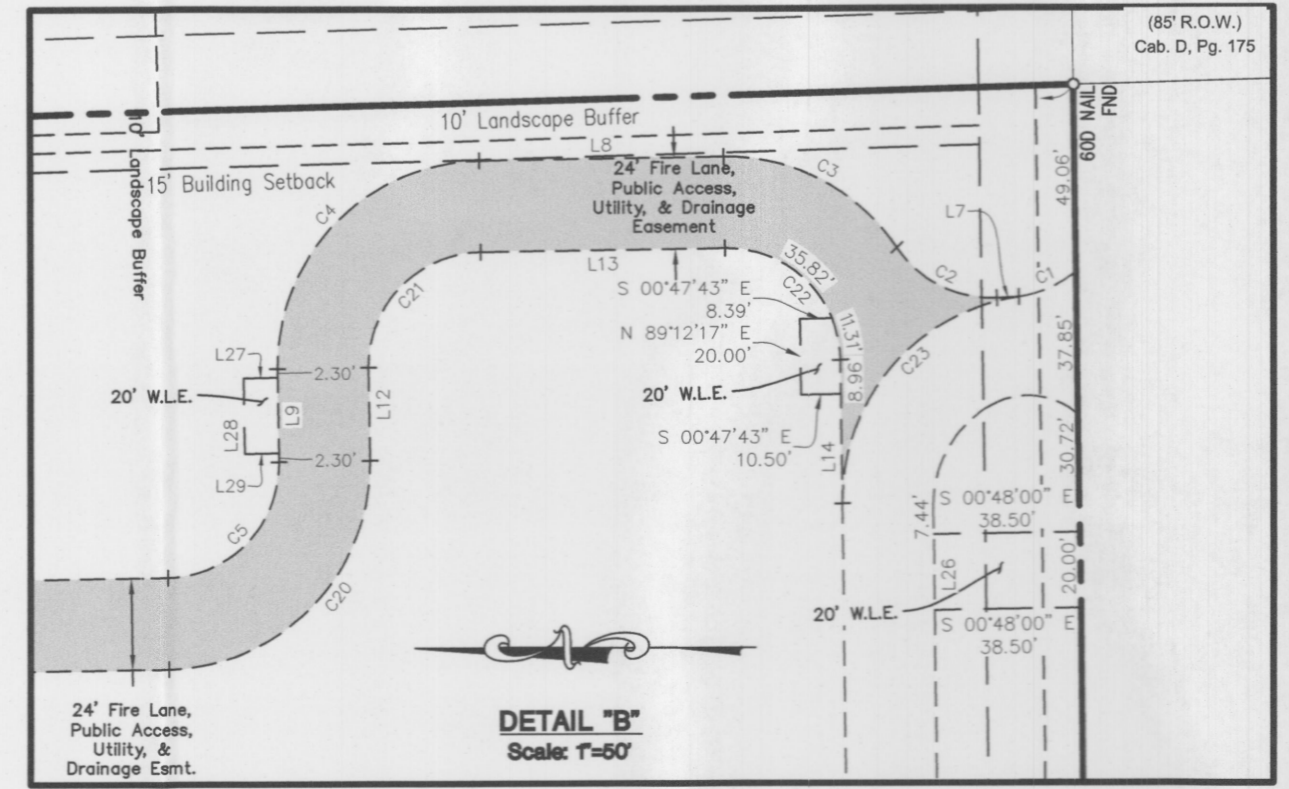 (85' R.O.W.)
Cab. D, Pg. 175
60D NAIL
FND
10' Landscape Buffer
10' Landscape Buffer
L8
15' Building Setback
24' Fire Lane,
Public Access,
Utility, & Drainage
Easement
C3
C4
49.06'
L7
C2
C1
L13
35.82'
C22
C21
S 00°47'43" E
8.39'
N 89°12'17" E
20.00'
11.31'
8.96'
C23
37.85'
L27
2.30'
20' W.L.E.
L9
L12
L28
2.30'
L29
20' W.L.E.
S 00°47'43" E
10.50'
L14
30.72'
7.44'
S 00°48'00" E
38.50'
C5
C20
L26
20.00'
20' W.L.E.
S 00°48'00" E
38.50'
24' Fire Lane,
Public Access,
Utility, &
Drainage Esmt.
DETAIL "B"
Scale: 1"=50'